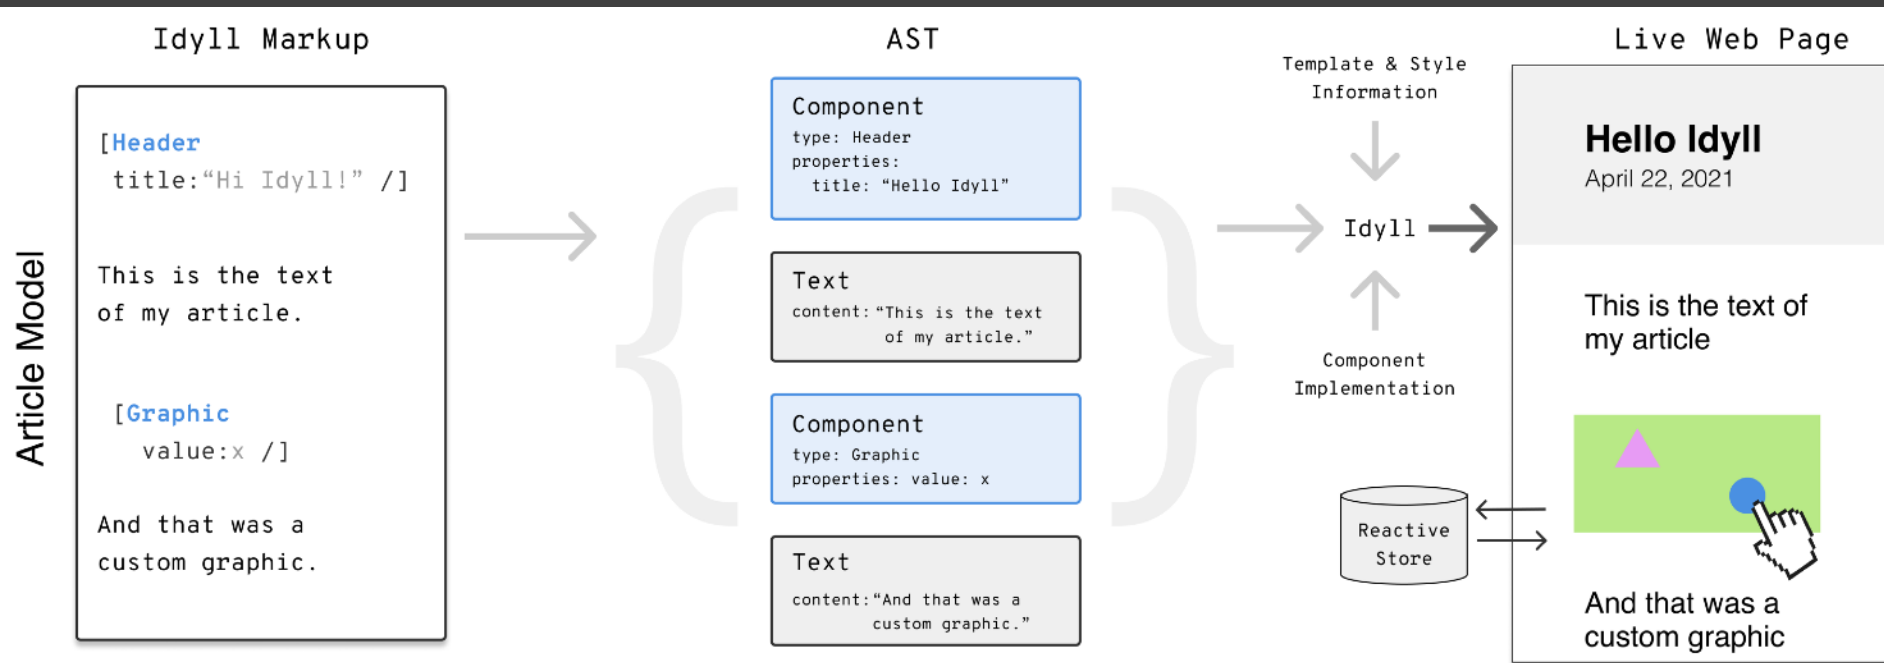 Article Model
Idyll Markup
[Header
title:“Hi Idyll!” /]
This is the text
of my article.
[Graphic
value:x /]
And that was a
custom graphic.
AST
Component
type: Header
properties:
title: “Hello Idyll”
Text
content: “This is the text
of my article.”
Component
type: Graphic
properties: value: x
Text
content: “And that was a
custom graphic.”
Template & Style
Information
Idyll
Component
Implementation
Reactive
Store
Live Web Page
Hello Idyll
April 22, 2021
This is the text of
my article
And that was a
custom graphic